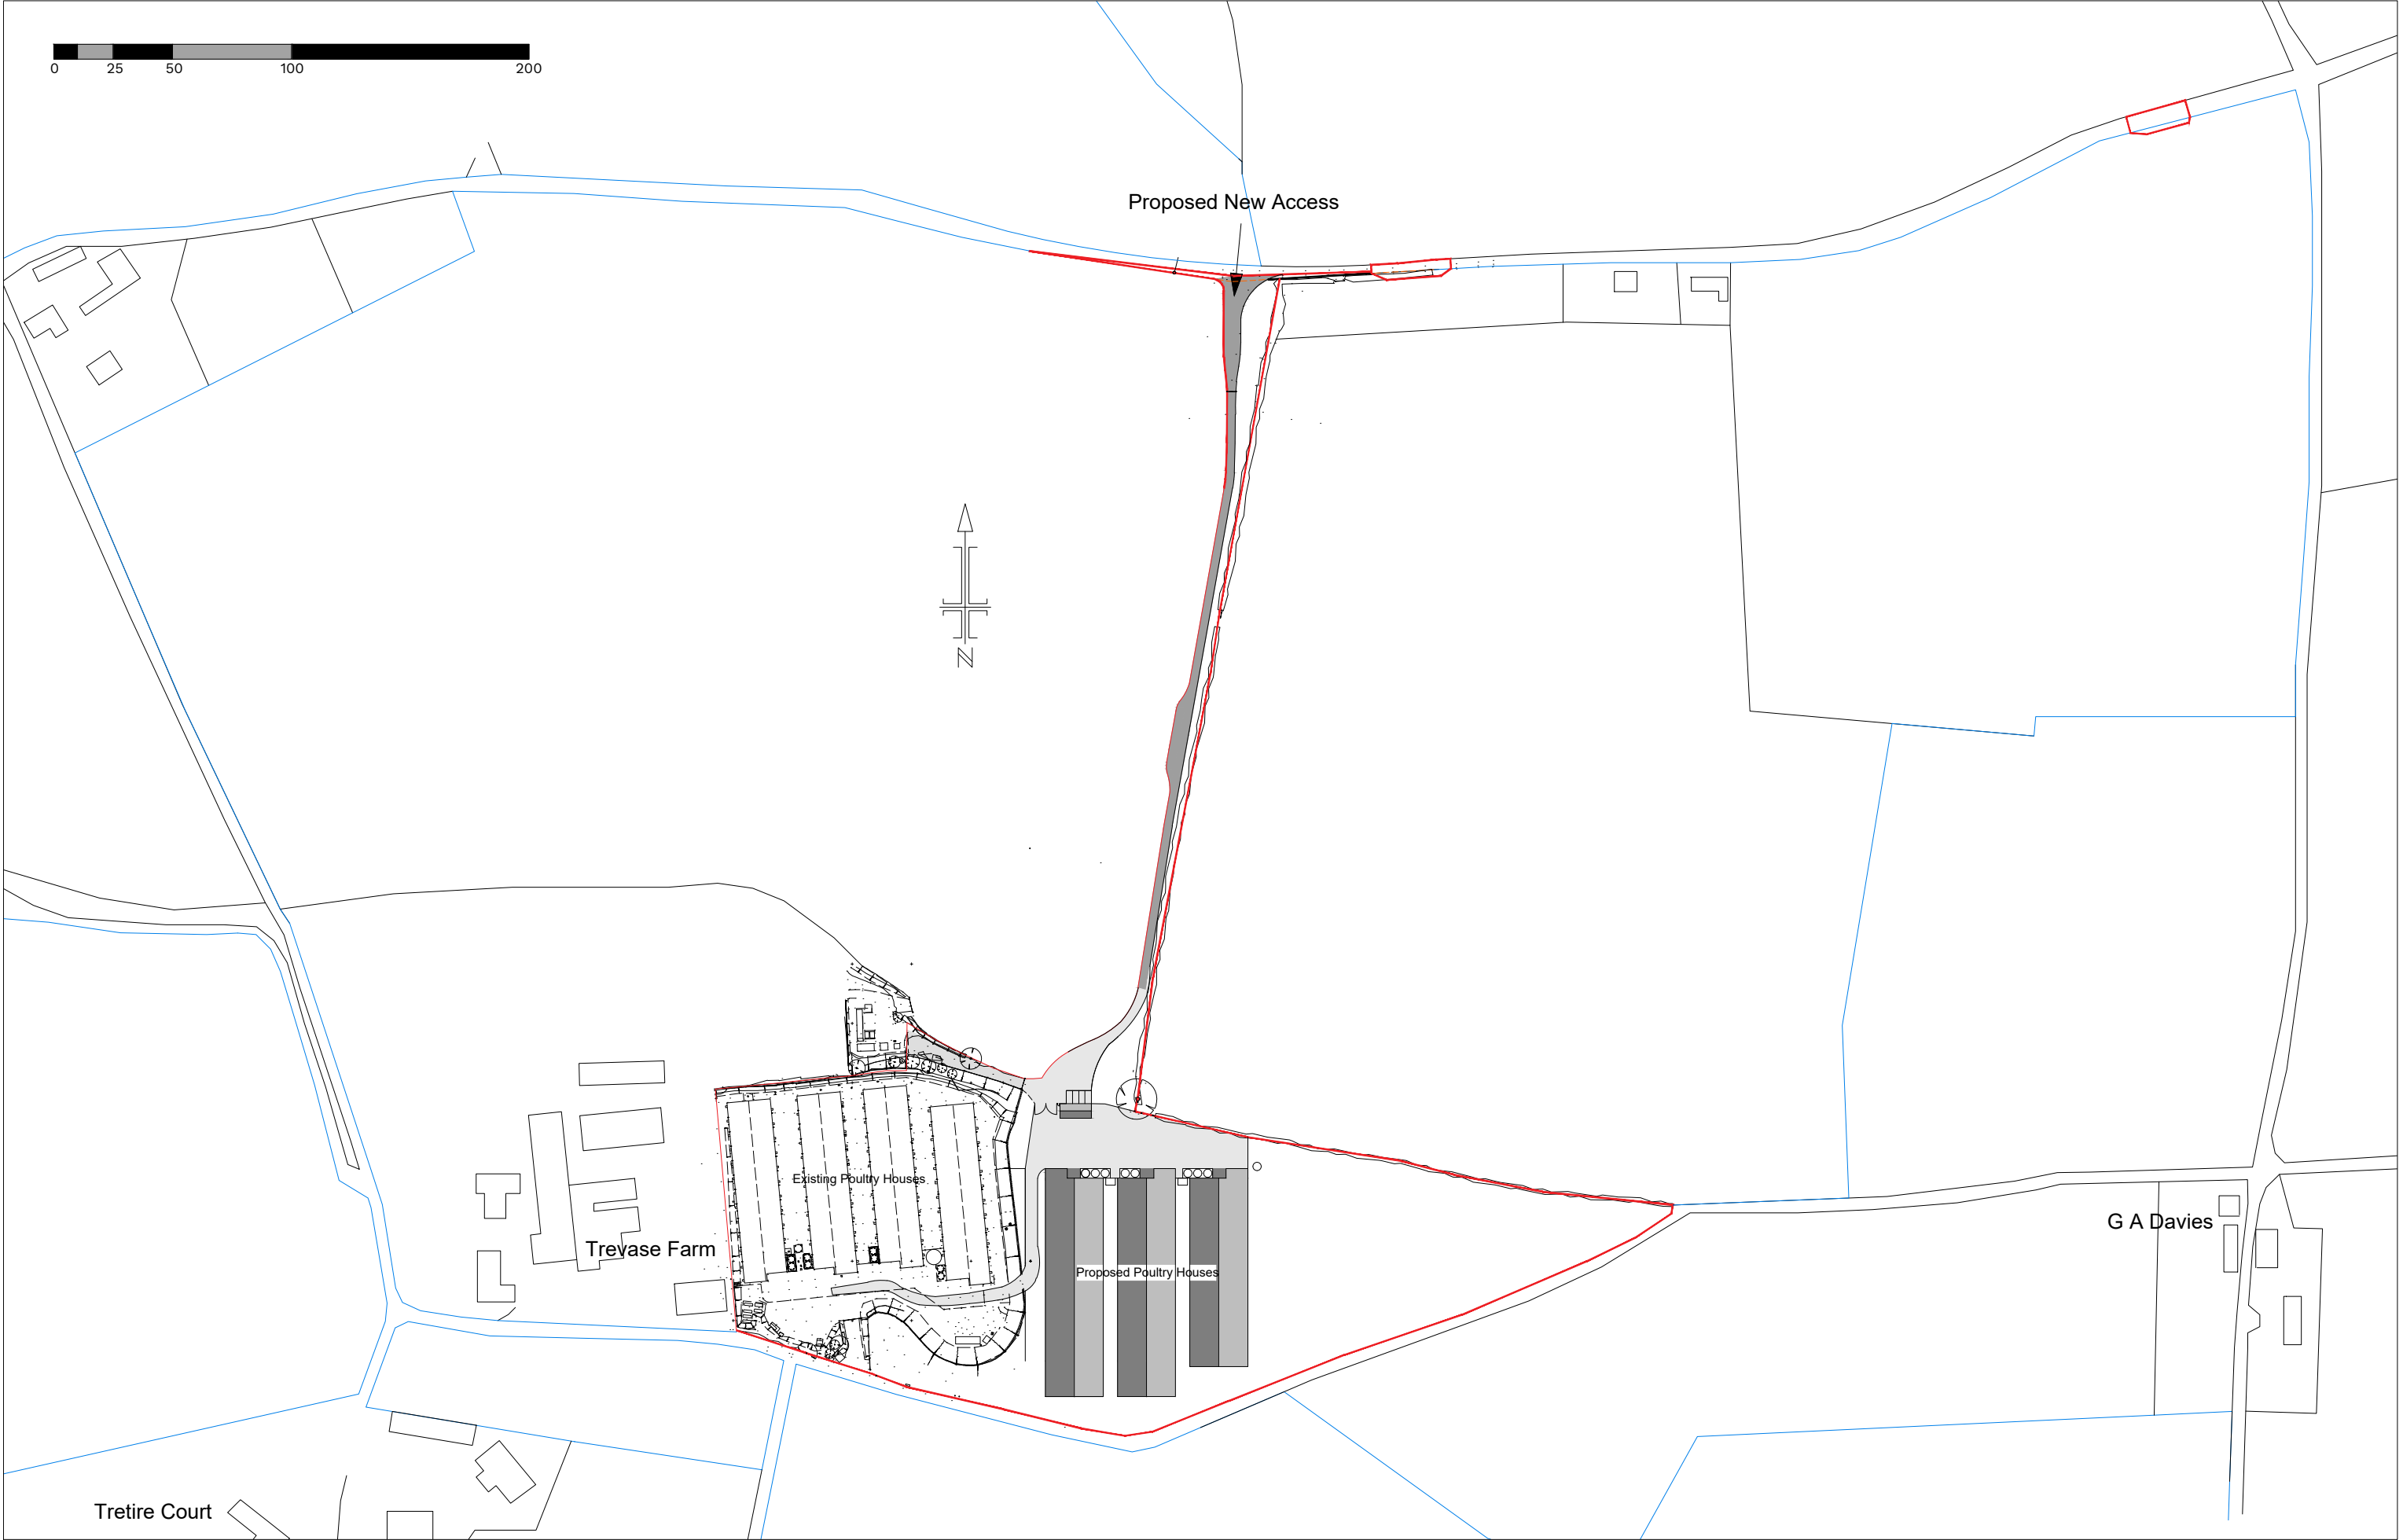 0 25 50 100 200
Proposed New Access
N
Existing Poultry Houses
Trevase Farm
Proposed Poultry Houses
G A Davies
Tretire Court